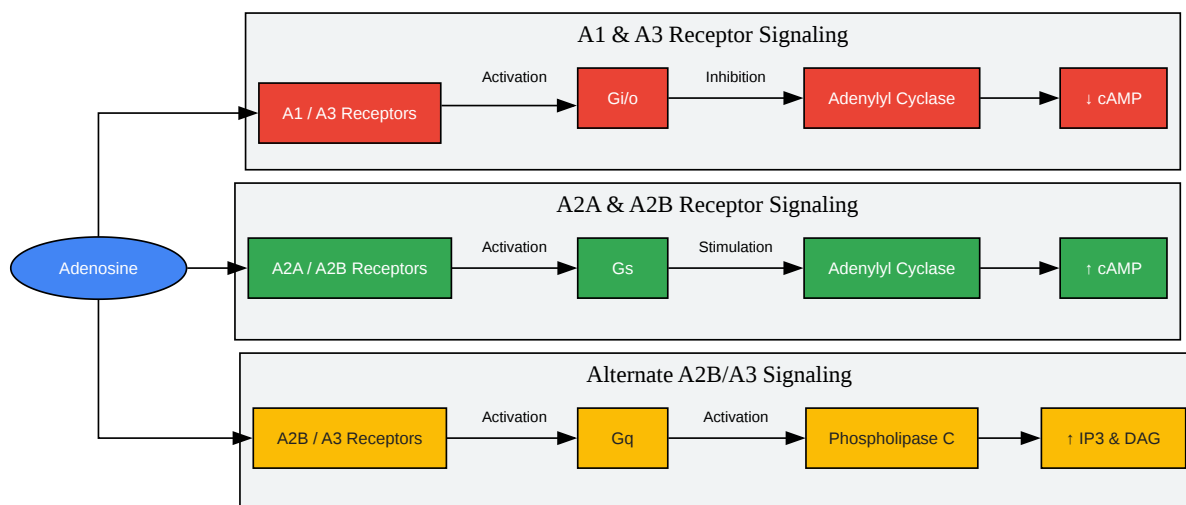 A1 & A3 Receptor Signaling
Activation
Inhibition
A1 / A3 Receptors
Gi/o
Adenylyl Cyclase
↓ cAMP
A2A & A2B Receptor Signaling
Activation
Stimulation
Adenosine
A2A / A2B Receptors
Gs
Adenylyl Cyclase
↑ cAMP
Alternate A2B/A3 Signaling
Activation
Activation
A2B / A3 Receptors
Gq
Phospholipase C
↑ IP3 & DAG